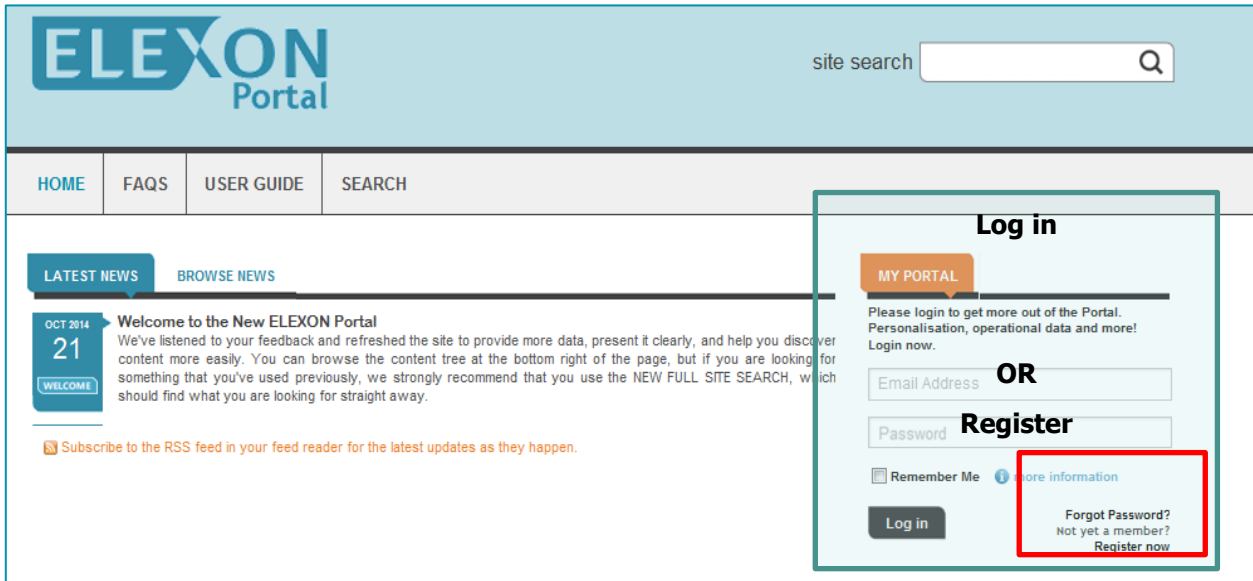 ELEXON
Portal
site search
HOME FAQS USER GUIDE SEARCH
Log in
LATEST NEWS BROWSE NEWS
OCT 2014
21
WELCOME
Welcome to the New ELEXON Portal
We've listened to your feedback and refreshed the site to provide more data, present it clearly, and help you discover
content more easily. You can browse the content tree at the bottom right of the page, but if you are looking for
something that you've used previously, we strongly recommend that you use the NEW FULL SITE SEARCH, which
should find what you are looking for straight away.
Subscribe to the RSS feed in your feed reader for the latest updates as they happen.
MY PORTAL
Please login to get more out of the Portal.
Personalisation, operational data and more!
Login now.
Email Address
OR
Password
Register
Remember Me more information
Log in
Forgot Password?
Not yet a member?
Register now